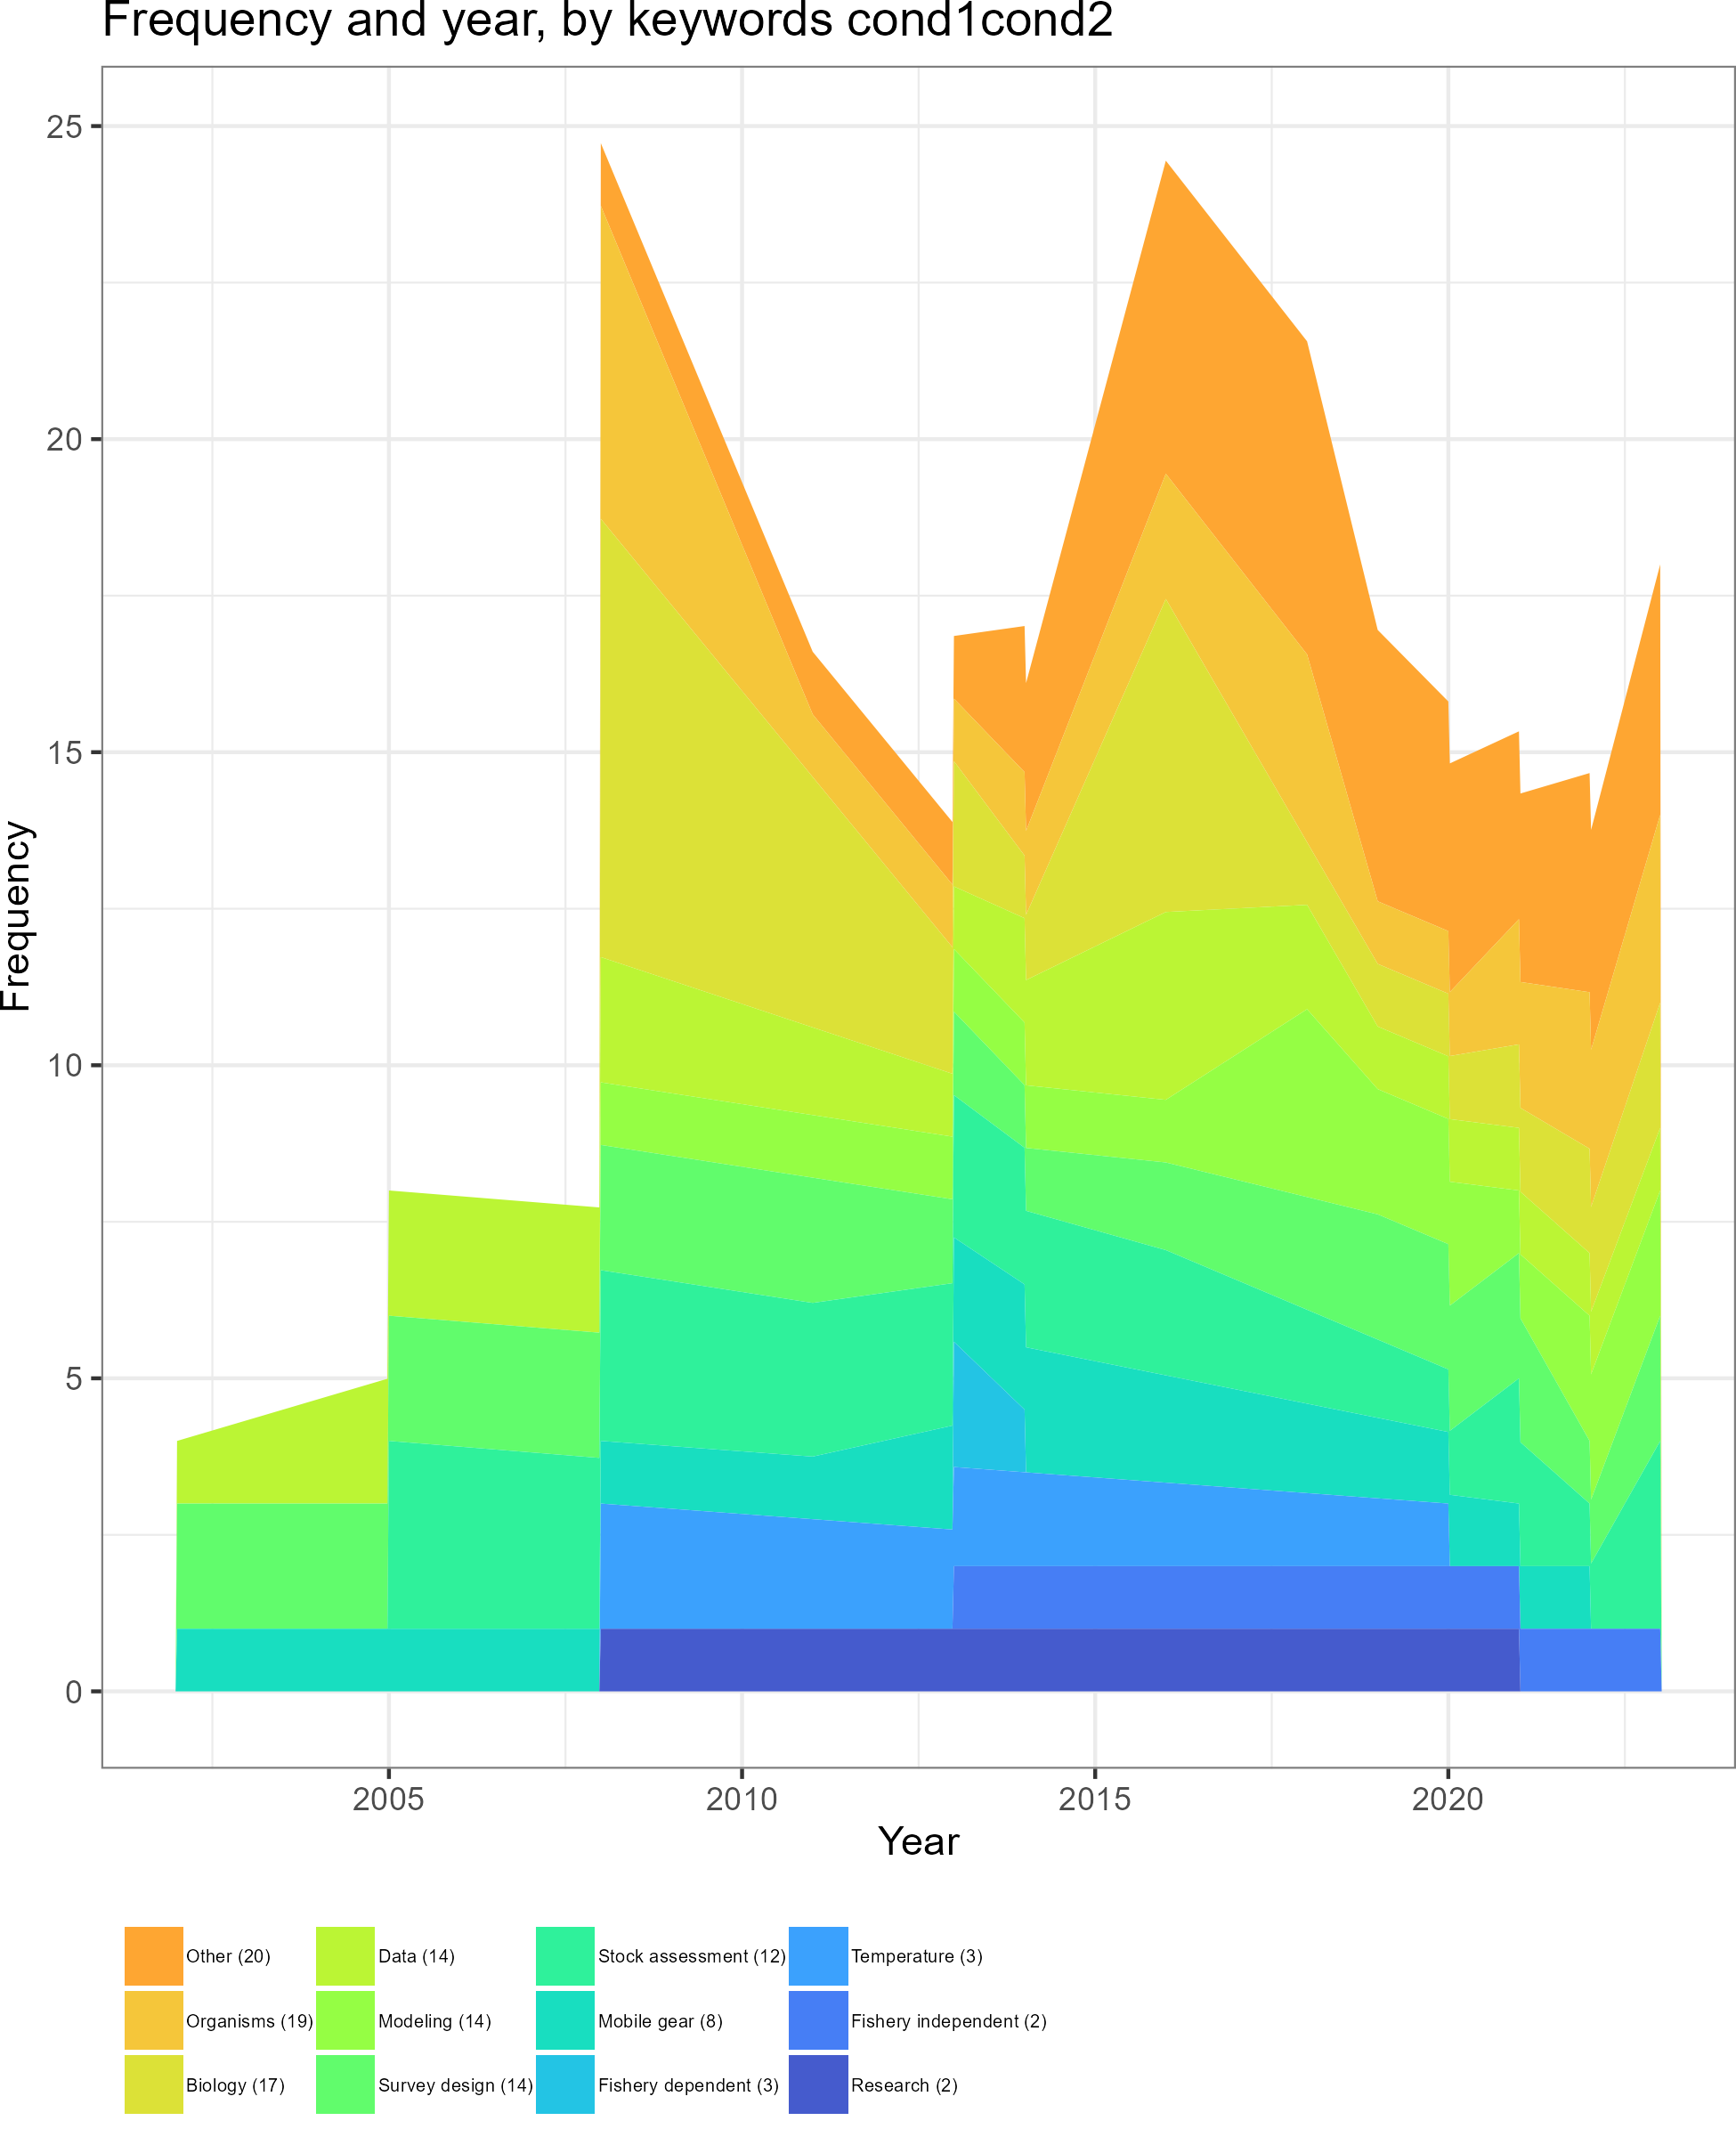 Frequency and year, by keywords cond1cond2
25
20
15
10
5
0
Frequency
2005 2010 2015 2020
Year
Other (20) Data (14) Stock assessment (12) Temperature (3)
Organisms (19) Modeling (14) Mobile gear (8) Fishery independent (2)
Biology (17) Survey design (14) Fishery dependent (3) Research (2)